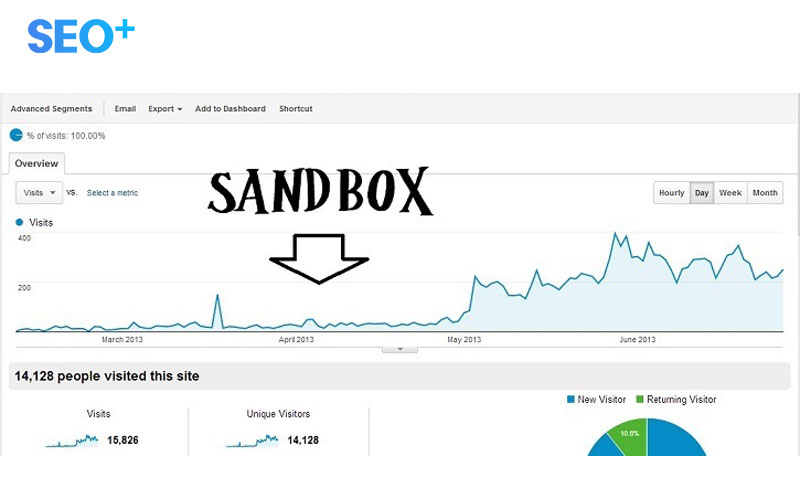 SEO+
Advanced Segments Email Export Add to Dashboard Shortcut
% of visits: 100.00%
Overview
Visits VS. Select a metric
Hourly Day Week Month
SANDBOX
Visits
400
200
March 2013 April 2013 May 2013 June 2013
14,128 people visited this site
New Visitor Returning Visitor
Visits Unique Visitors
15,826 14,128
10.8%